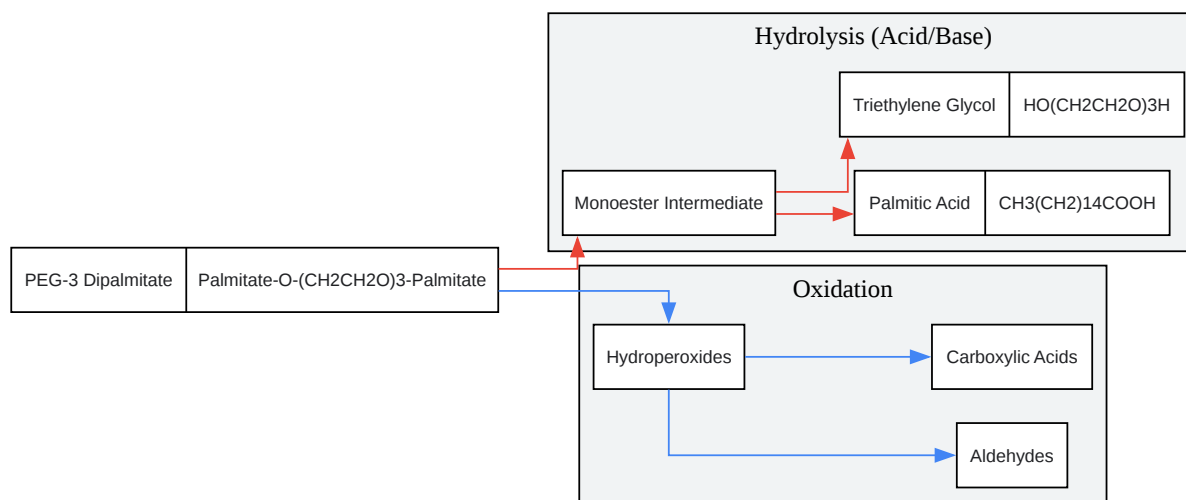 Hydrolysis (Acid/Base)
Triethylene Glycol HO(CH2CH2O)3H
Monoester Intermediate Palmitic Acid CH3(CH2)14COOH
PEG-3 Dipalmitate Palmitate-O-(CH2CH2O)3-Palmitate
Oxidation
Hydroperoxides Carboxylic Acids
Aldehydes